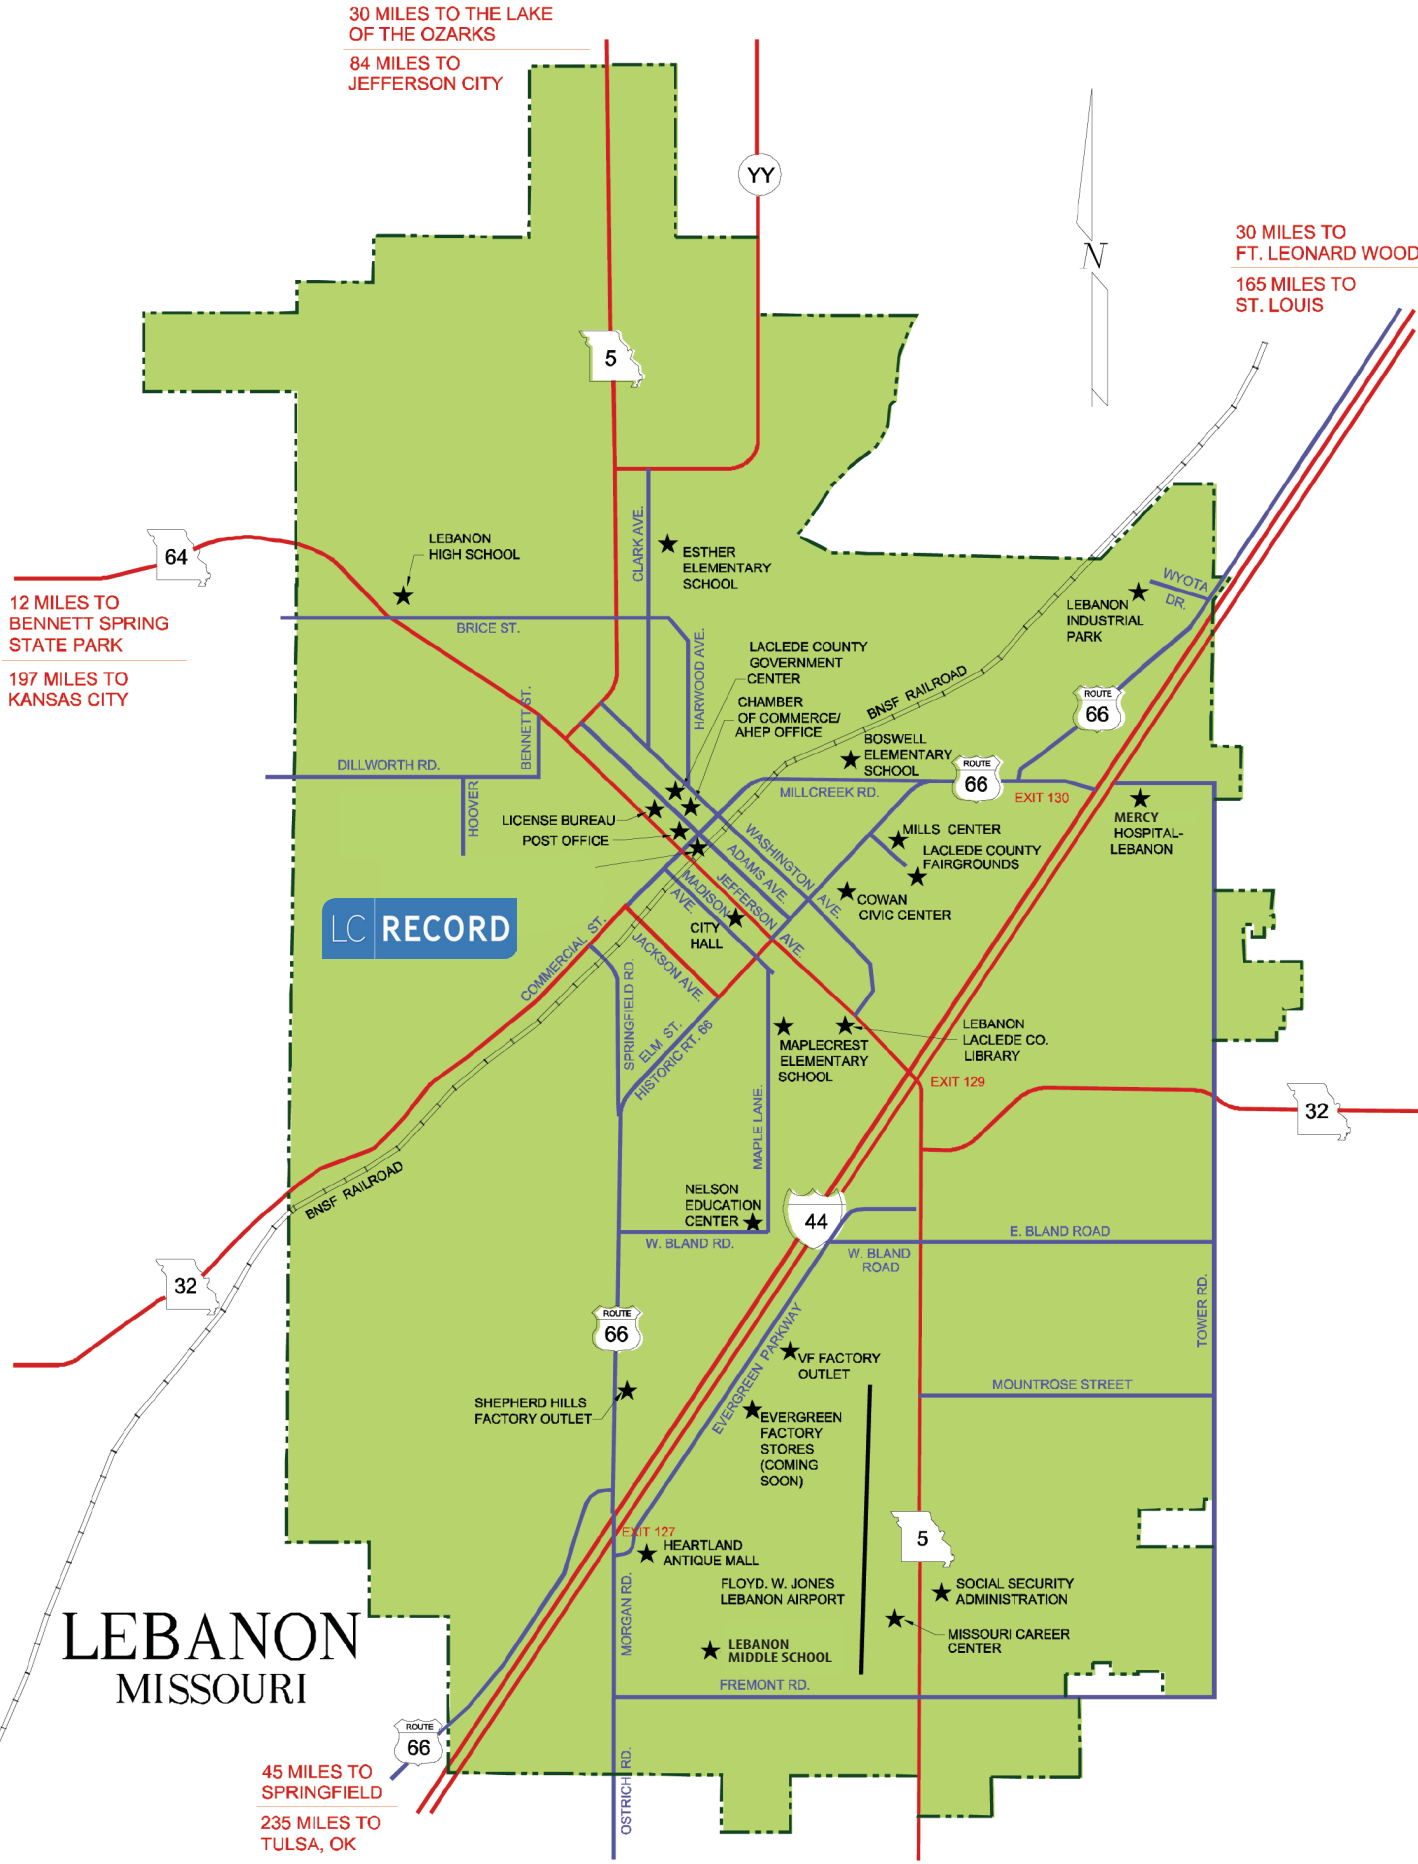 30 MILES TO THE LAKE
OF THE OZARKS
84 MILES TO
JEFFERSON CITY
YY
N
30 MILES TO
FT. LEONARD WOOD
165 MILES TO
ST. LOUIS
5
64
12 MILES TO
BENNETT SPRING
STATE PARK
197 MILES TO
KANSAS CITY
LEBANON
HIGH SCHOOL
CLARK AVE.
ESTHER
ELEMENTARY
SCHOOL
BRICE ST.
HARWOOD AVE.
LACLEDE COUNTY
GOVERNMENT
CENTER
CHAMBER
OF COMMERCE/
AHEP OFFICE
BNSF RAILROAD
WYOTA
DR.
LEBANON
INDUSTRIAL
PARK
ROUTE
66
BENNETT ST.
DILLWORTH RD.
HOOVER
BOSWELL
ELEMENTARY
SCHOOL
ROUTE
66
MILLCREEK RD.
EXIT 130
MERCY
HOSPITAL-
LEBANON
LICENSE BUREAU
POST OFFICE
MILLS CENTER
LACLEDE COUNTY
FAIRGROUNDS
COWAN
CIVIC CENTER
WASHINGTON
AVE.
ADAMS AVE.
JEFFERSON
AVE.
MADISON
AVE.
CITY
HALL
LC RECORD
COMMERCIAL ST.
JACKSON AVE.
SPRINGFIELD RD.
ELM ST.
HISTORIC RT. 66
MAPLECREST
ELEMENTARY
SCHOOL
LEBANON
LACLEDE CO.
LIBRARY
EXIT 129
32
MAPLE LANE.
BNSF RAILROAD
NELSON
EDUCATION
CENTER
W. BLAND RD.
44
W. BLAND
ROAD
E. BLAND ROAD
TOWER RD.
32
ROUTE
66
EVERGREEN PARKWAY
VF FACTORY
OUTLET
SHEPHERD HILLS
FACTORY OUTLET
EVERGREEN
FACTORY
STORES
(COMING
SOON)
MOUNTROSE STREET
5
EXIT 127
HEARTLAND
ANTIQUE MALL
MORGAN RD.
FLOYD. W. JONES
LEBANON AIRPORT
SOCIAL SECURITY
ADMINISTRATION
MISSOURI CAREER
CENTER
LEBANON
MIDDLE SCHOOL
FREMONT RD.
LEBANON
MISSOURI
ROUTE
66
45 MILES TO
SPRINGFIELD
235 MILES TO
TULSA, OK
OSTRICH RD.